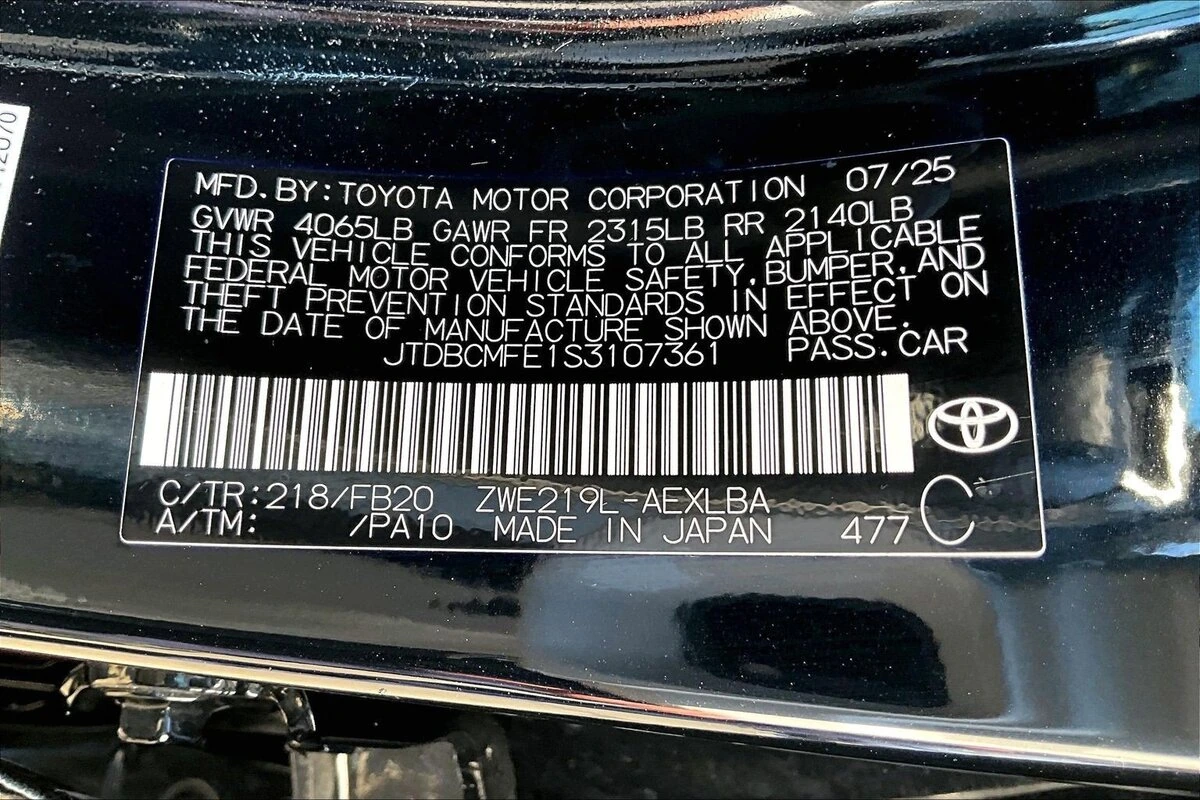 MFD. BY: TOYOTA MOTOR CORPORATION 07/25
GVWR 4065LB GAWR FR 2315LB RR 2140LB
THIS VEHICLE CONFORMS TO ALL APPLICABLE
FEDERAL MOTOR VEHICLE SAFETY, BUMPER, AND
THEFT PREVENTION STANDARDS IN EFFECT ON
THE DATE OF MANUFACTURE SHOWN ABOVE.
JTDBCMFE1S3107361 PASS. CAR
C/TR: 218/FB20 ZWE219L-AEXLBA
A/TM: /PA10 MADE IN JAPAN 477 C